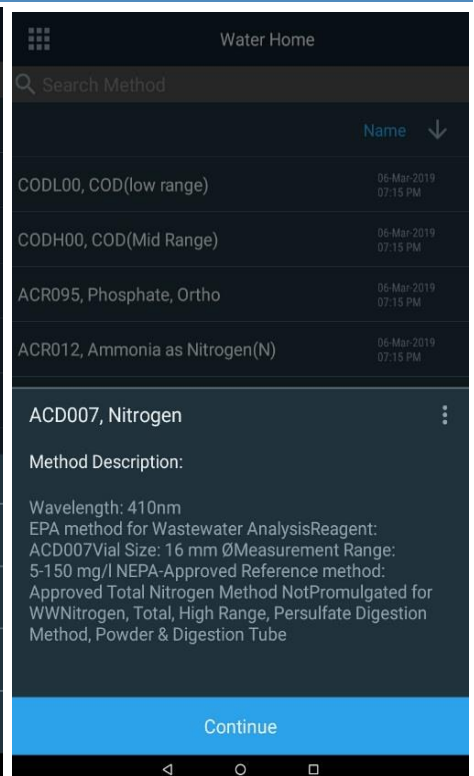 Water Home
Search Method
Name
CODL00, COD(low range)
06-Mar-2019
07:15 PM
CODH00, COD(Mid Range)
06-Mar-2019
07:15 PM
ACR095, Phosphate, Ortho
06-Mar-2019
07:15 PM
ACR012, Ammonia as Nitrogen(N)
06-Mar-2019
07:15 PM
ACD007, Nitrogen
Method Description:
Wavelength: 410nm
EPA method for Wastewater AnalysisReagent:
ACD007Vial Size: 16 mm ØMeasurement Range:
5-150 mg/l NEPA-Approved Reference method:
Approved Total Nitrogen Method NotPromulgated for
WWNitrogen, Total, High Range, Persulfate Digestion
Method, Powder & Digestion Tube
Continue